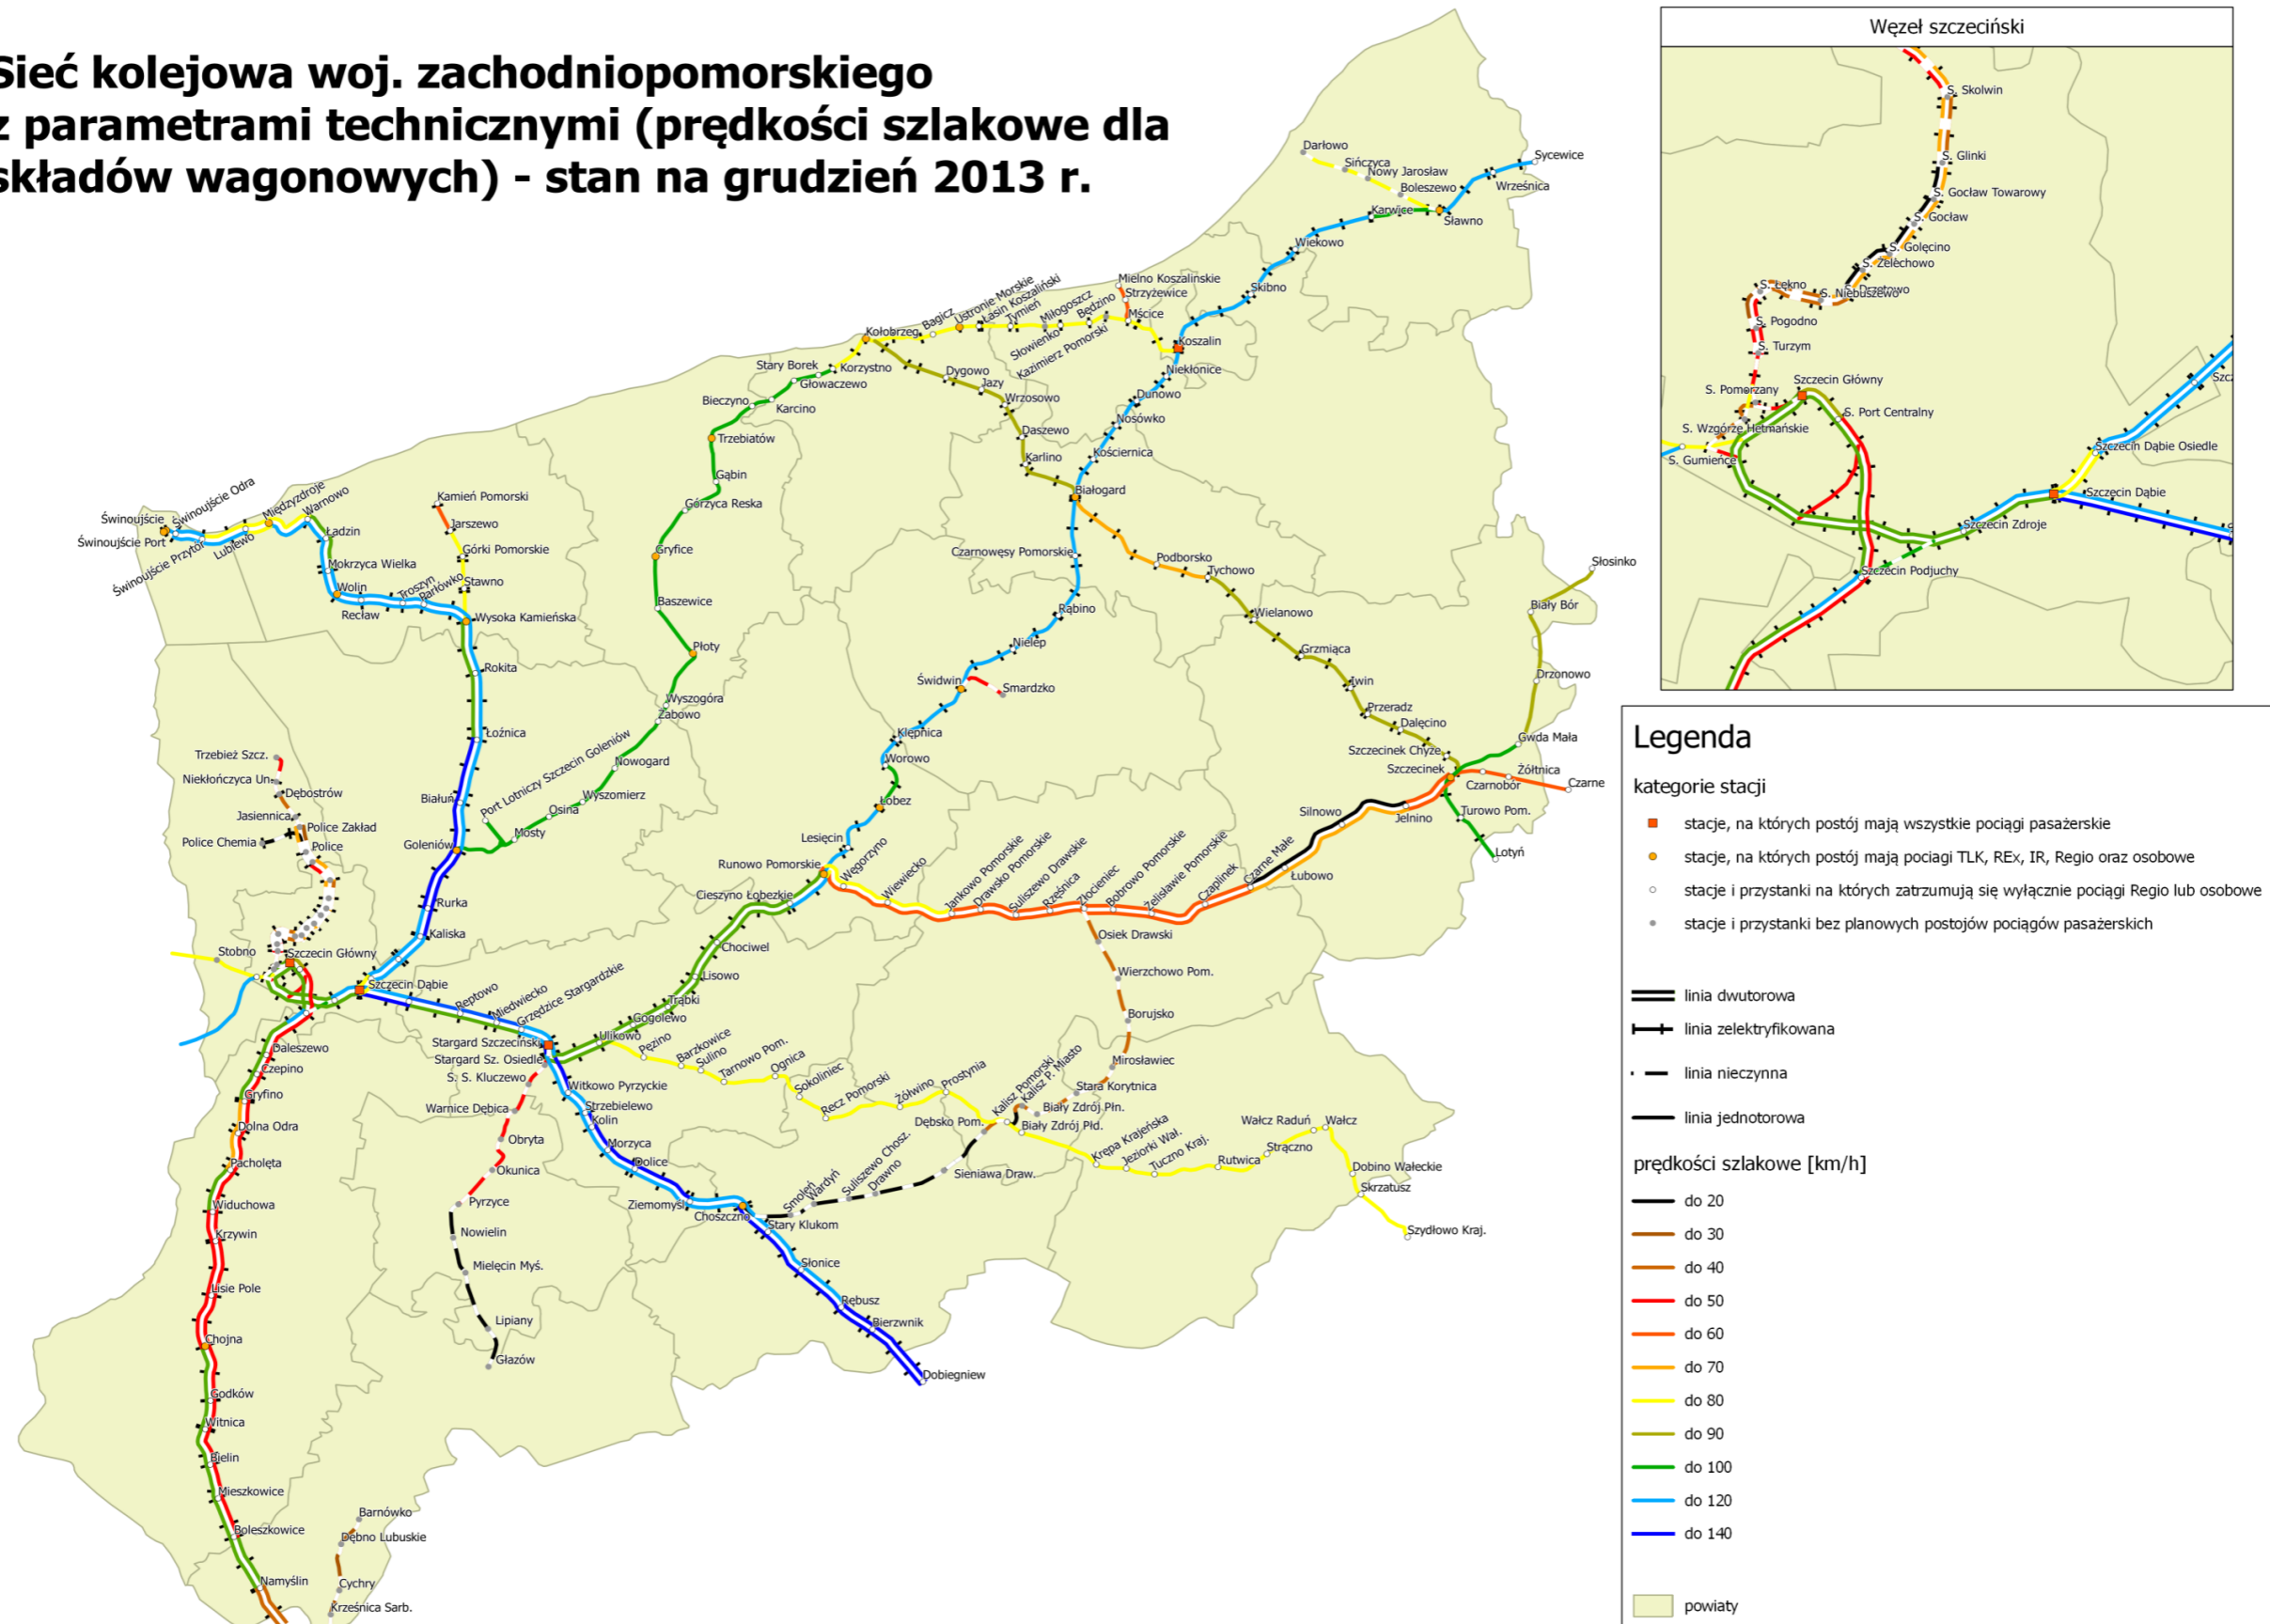 Sieć kolejowa woj. zachodniopomorskiego
z parametrami technicznymi (prędkości szlakowe dla
składów wagonowych) - stan na grudzień 2013 r.
Darłowo
Sińczyca
Nowy Jarosław
Boleszewo
Karwice
Sławno
Wrześnica
Sycewice
Wiekowo
Skibno
Mielno Koszalinskie
Strzyżewice
Mścice
Koszalin
Kołobrzeg
Bagicz
Ustronie Morskie
Łasin Koszaliński
Tymień
Miłogoszcz
Słowienko
Będzino
Kazimierz Pomorski
Niekłonice
Dunowo
Nosówko
Kościernica
Białogard
Stary Borek
Korzystno
Głowaczewo
Bieczyno
Karcino
Trzebiatów
Gąbin
Górzyca Reska
Gryfice
Baszewice
Płoty
Wyszogóra
Żabowo
Nowogard
Wyszomierz
Osina
Mosty
Port Lotniczy Szczecin Goleniów
Dygowo
Jazy
Wrzosowo
Daszewo
Karlino
Czarnowęsy Pomorskie
Rąbino
Nielep
Świdwin
Smardzko
Klępnica
Worowo
Łobez
Lesięcin
Runowo Pomorskie
Podborsko
Tychowo
Wielanowo
Grzmiąca
Iwin
Przeradz
Dalęcino
Szczecinek Chyże
Szczecinek
Słosinko
Biały Bór
Drzonowo
Gwda Mała
Żółtnica
Czarnobór
Czarne
Turowo Pom.
Lotyń
Jelnino
Silnowo
Łubowo
Czarne Małe
Czaplinek
Żelisławie Pomorskie
Bobrowo Pomorskie
Złocieniec
Rzęśnica
Suliszewo Drawskie
Drawsko Pomorskie
Jankowo Pomorskie
Wiewiecko
Węgorzyno
Świnoujście
Świnoujście Odra
Świnoujście Port
Świnoujście Przytór
Lubiewo
Międzyzdroje
Warnowo
Ładzin
Mokrzyca Wielka
Wolin
Recław
Troszyn
Parłówko
Kamień Pomorski
Jarszewo
Górki Pomorskie
Stawno
Wysoka Kamieńska
Rokita
Łoźnica
Białuń
Goleniów
Rurka
Kaliska
Trzebież Szcz.
Niekłończyca Un.
Dębostrów
Jasiennica
Police Zakład
Police Chemia
Police
Stobno
Szczecin Główny
Szczecin Dąbie
Reptowo
Miedwiecko
Grzędzice Stargardzkie
Stargard Szczeciński
Stargard Sz. Osiedle
S. S. Kluczewo
Warnice Dębica
Obryta
Okunica
Pyrzyce
Nowielin
Mielęcin Myś.
Lipiany
Głazów
Cieszyno Łobezkie
Chociwel
Lisowo
Trąbki
Gogolewo
Ulikowo
Pęzino
Barzkowice
Sulino
Tarnowo Pom.
Ognica
Sokoliniec
Recz Pomorski
Żółwino
Prostynia
Kalisz Pomorski
Kalisz P. Miasto
Dębsko Pom.
Biały Zdrój Płn.
Biały Zdrój Płd.
Osiek Drawski
Wierzchowo Pom.
Borujsko
Mirosławiec
Stara Korytnica
Krępa Krajeńska
Jeziorki Wał.
Tuczno Kraj.
Rutwica
Strączno
Wałcz Raduń
Wałcz
Dobino Wałeckie
Skrzatusz
Szydłowo Kraj.
Witkowo Pyrzyckie
Strzebielewo
Kolin
Morzyca
Dolice
Ziemomyśl
Choszczno
Smoleń
Wardyń
Suliszewo Chosz.
Drawno
Sieniawa Draw.
Stary Klukom
Słonice
Rębusz
Bierzwnik
Dobiegniew
Daleszewo
Czepino
Gryfino
Dolna Odra
Pacholęta
Widuchowa
Krzywin
Lisie Pole
Chojna
Godków
Witnica
Bielin
Mieszkowice
Boleszkowice
Namyślin
Barnówko
Dębno Lubuskie
Cychry
Krześnica Sarb.
Węzeł szczeciński
S. Skolwin
S. Glinki
S. Gocław Towarowy
S. Gocław
S. Golęcino
S. Żelechowo
S. Drzetowo
S. Niebuszewo
S. Łękno
S. Pogodno
S. Turzym
S. Pomorzany
Szczecin Główny
S. Port Centralny
S. Wzgórze Hetmańskie
S. Gumieńce
Szcz
Szczecin Dąbie Osiedle
Szczecin Dąbie
Szczecin Zdroje
Szczecin Podjuchy
Legenda
kategorie stacji
stacje, na których postój mają wszystkie pociągi pasażerskie
stacje, na których postój mają pociagi TLK, REx, IR, Regio oraz osobowe
stacje i przystanki na których zatrzumują się wyłącznie pociągi Regio lub osobowe
stacje i przystanki bez planowych postojów pociągów pasażerskich
linia dwutorowa
linia zelektryfikowana
linia nieczynna
linia jednotorowa
prędkości szlakowe [km/h]
do 20
do 30
do 40
do 50
do 60
do 70
do 80
do 90
do 100
do 120
do 140
powiaty